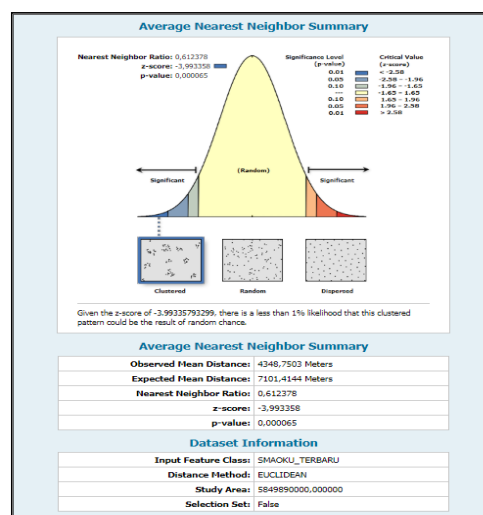 Average Nearest Neighbor Summary
Nearest Neighbor Ratio: 0,612378
z-score: -3,993358
p-value: 0,000065
Significance Level
(p-value)
Critical Value
(z-score)
0.01 < -2.58
0.05 -2.58 - -1.96
0.10 -1.96 - -1.65
--- -1.65 - 1.65
0.10 1.65 - 1.96
0.05 1.96 - 2.58
0.01 > 2.58
Significant
(Random)
Significant
Clustered
Random
Dispersed
Given the z-score of -3.99335793299, there is a less than 1% likelihood that this clustered
pattern could be the result of random chance.
Average Nearest Neighbor Summary
Observed Mean Distance: 4348,7503 Meters
Expected Mean Distance: 7101,4144 Meters
Nearest Neighbor Ratio: 0,612378
z-score: -3,993358
p-value: 0,000065
Dataset Information
Input Feature Class: SMAOKU_TERBARU
Distance Method: EUCLIDEAN
Study Area: 5849890000,000000
Selection Set: False